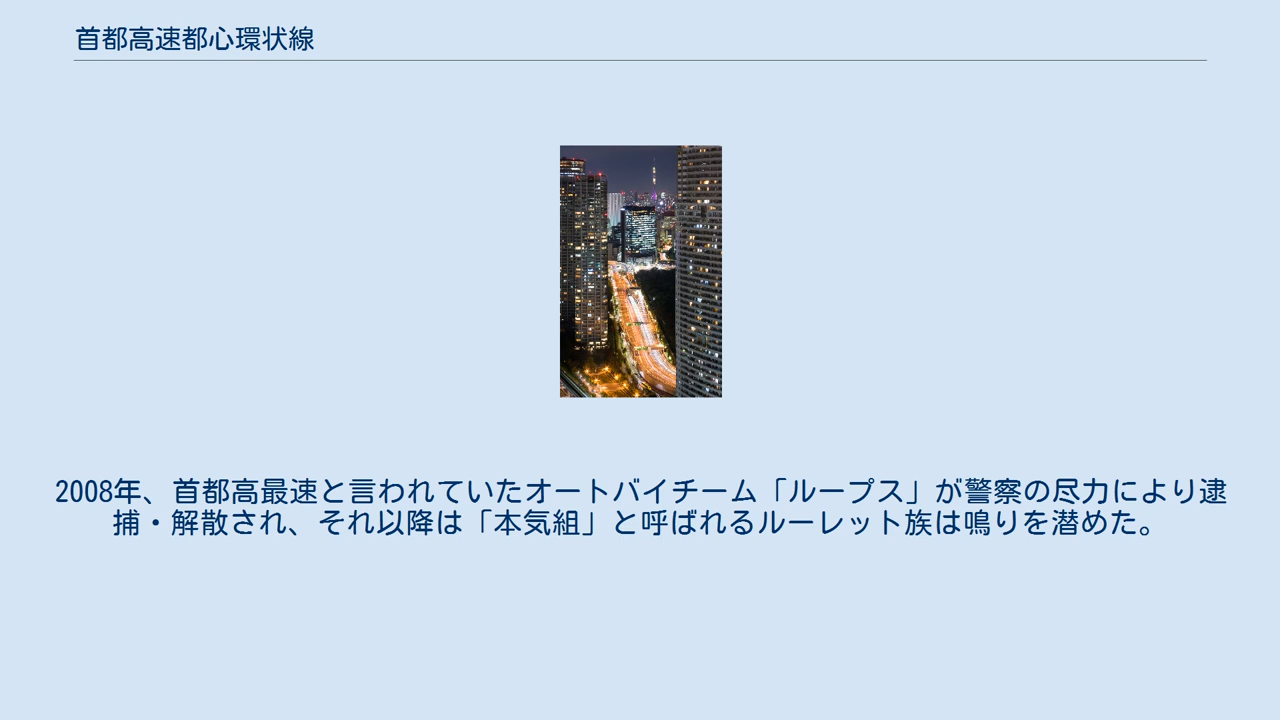 首都高速都心環状線
2008年、首都高最速と言われていたオートバイチーム「ループス」が警察の尽力により逮
捕・解散され、それ以降は「本気組」と呼ばれるルーレット族は鳴りを潜めた。